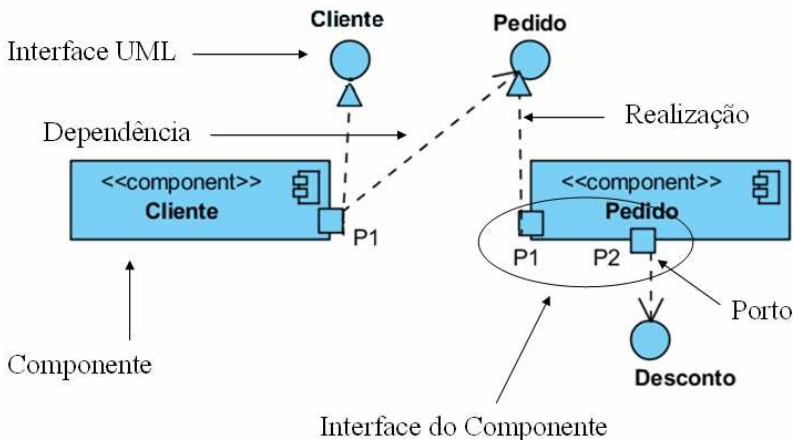 Cliente
Pedido
Interface UML
Dependência
Realização
<<component>>
Cliente
<<component>>
Pedido
P1
P1
P2
Porto
Componente
Desconto
Interface do Componente